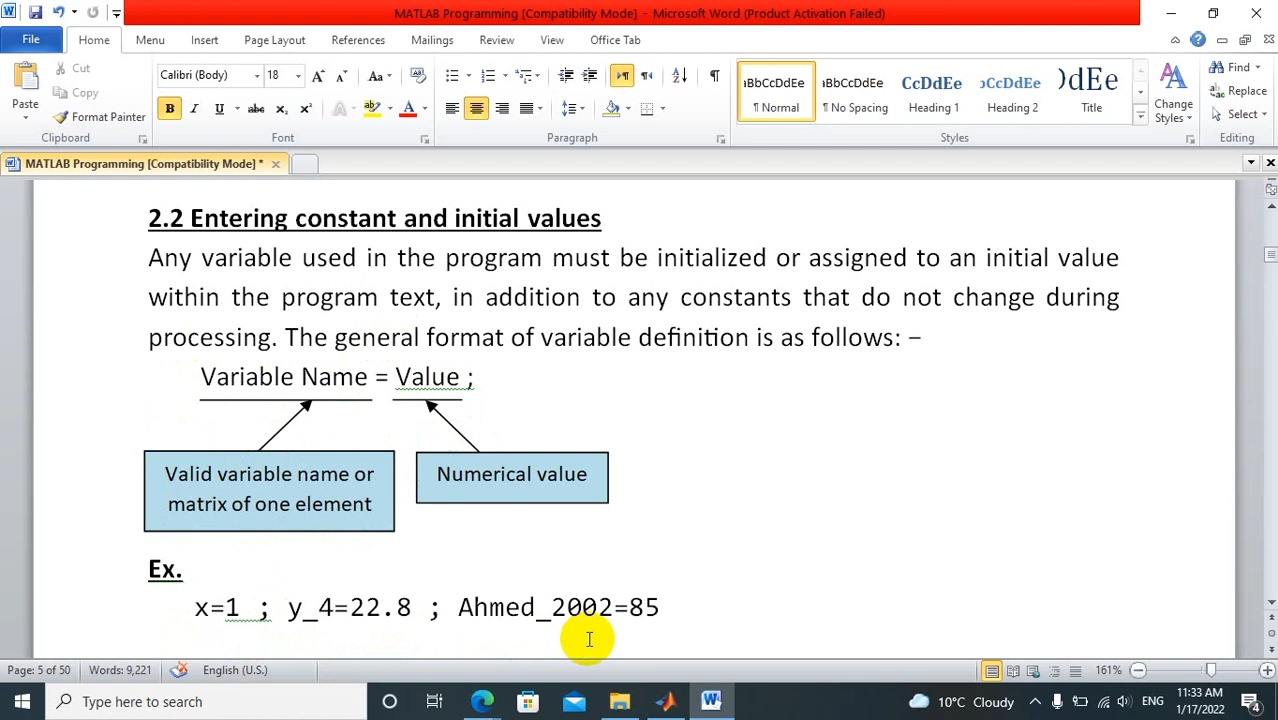 MATLAB Programming [Compatibility Mode] - Microsoft Word (Product Activation Failed)
File Home Menu Insert Page Layout References Mailings Review View Office Tab
Paste
Cut
Copy
Format Painter
Clipboard
Calibri (Body) 18
Font
Paragraph
AaBbCcDdEe
¶ Normal
AaBbCcDdEe
¶ No Spacing
CcDdEe
Heading 1
CcDdEe
Heading 2
DdEe
Title
Change Styles
Styles
Find
Replace
Select
Editing
MATLAB Programming [Compatibility Mode] *
2.2 Entering constant and initial values
Any variable used in the program must be initialized or assigned to an initial value
within the program text, in addition to any constants that do not change during
processing. The general format of variable definition is as follows: –
Variable Name = Value ;
Valid variable name or
matrix of one element
Numerical value
Ex.
x=1 ; y_4=22.8 ; Ahmed_2002=85
Page: 5 of 50 Words: 9,221 English (U.S.) 161%
Type here to search
10°C Cloudy ENG
11:33 AM
1/17/2022
4